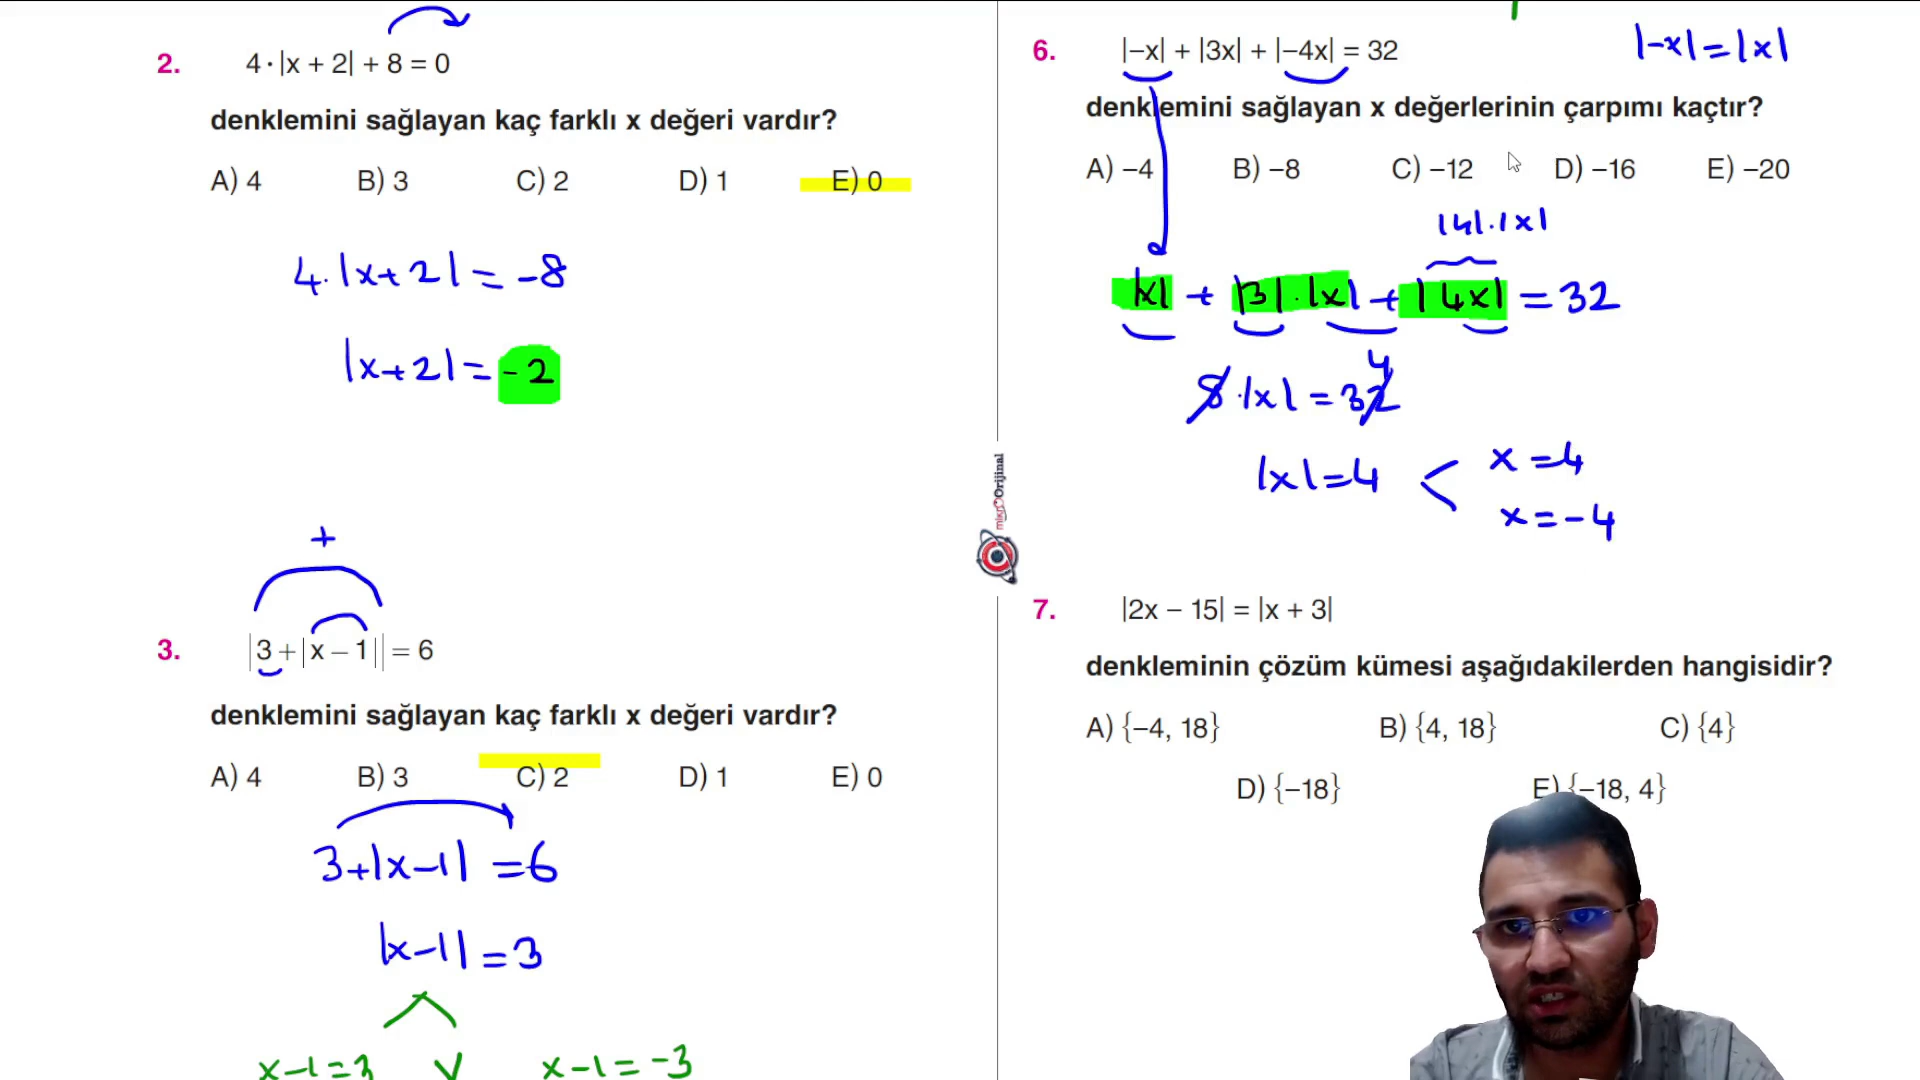 2. 4·|x + 2| + 8 = 0
denklemini sağlayan kaç farklı x değeri vardır?
A) 4 B) 3 C) 2 D) 1 E) 0
4·|x+2| = -8
|x+2| = -2
+
3. |3 + |x – 1|| = 6
denklemini sağlayan kaç farklı x değeri vardır?
A) 4 B) 3 C) 2 D) 1 E) 0
3+|x-1| = 6
|x-1| = 3
x-1=3 V x-1 = -3
mikro Orijinal
6. |–x| + |3x| + |–4x| = 32
|-x| = |x|
denklemini sağlayan x değerlerinin çarpımı kaçtır?
A) –4 B) –8 C) –12 D) –16 E) –20
|4|·|x|
|x| + |3|·|x| + |4x| = 32
4
8·|x| = 32
|x| = 4 < x = 4
x = -4
7. |2x – 15| = |x + 3|
denkleminin çözüm kümesi aşağıdakilerden hangisidir?
A) {–4, 18} B) {4, 18} C) {4}
D) {–18} E) {–18, 4}